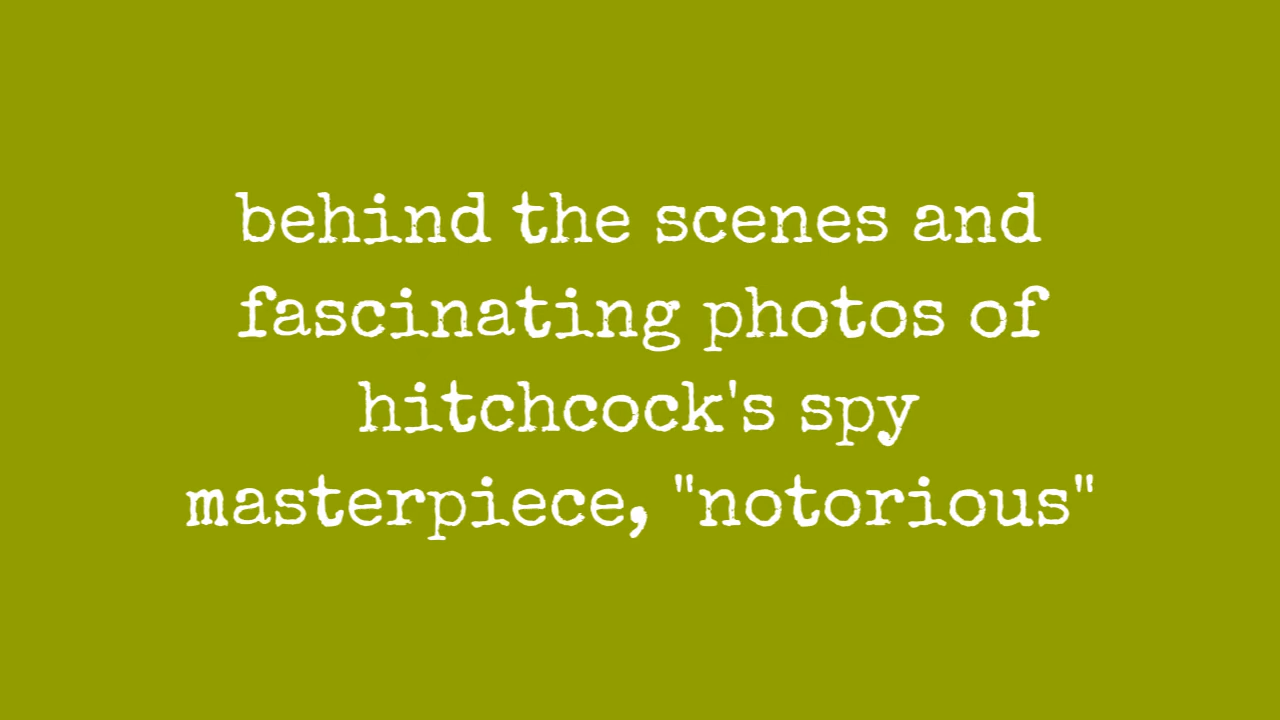 behind the scenes and
fascinating photos of
hitchcock's spy
masterpiece, "notorious"